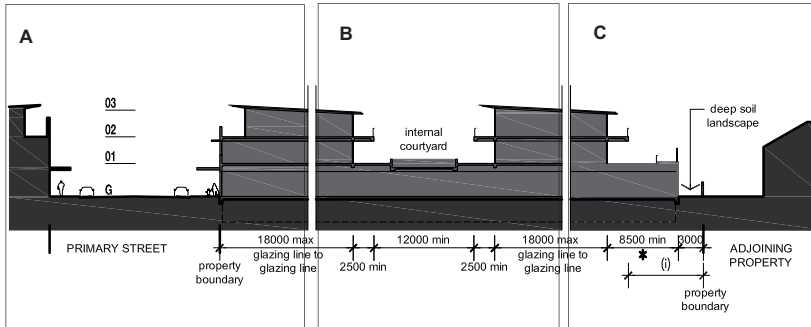 A
B
C
03
02
01
G
internal
courtyard
deep soil
landscape
PRIMARY STREET
property
boundary
18000 max
glazing line to
glazing line
2500 min
12000 min
2500 min
18000 max
glazing line to
glazing line
8500 min
3000
*
(i)
property
boundary
ADJOINING
PROPERTY